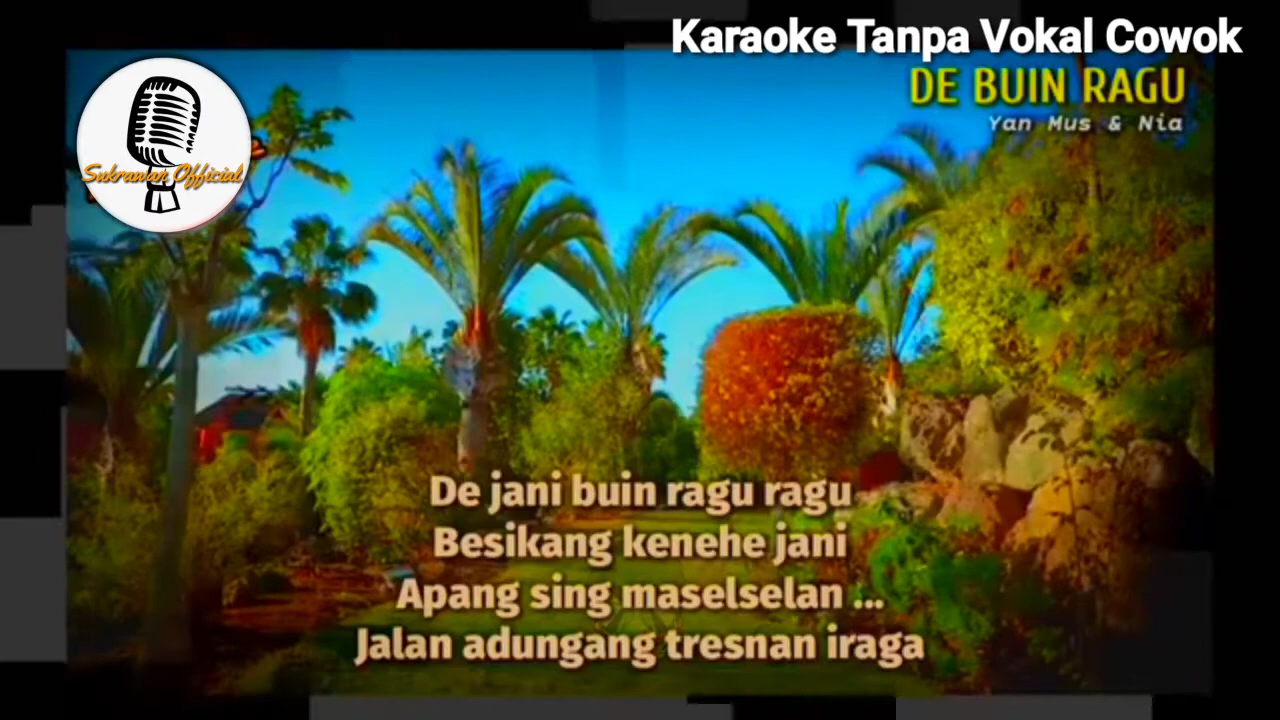 Karaoke Tanpa Vokal Cowok
DE BUIN RAGU
Yan Mus & Nia
Sukrawan Official
De jani buin ragu ragu
Besikang kenehe jani
Apang sing maselselan ...
Jalan adungang tresnan iraga